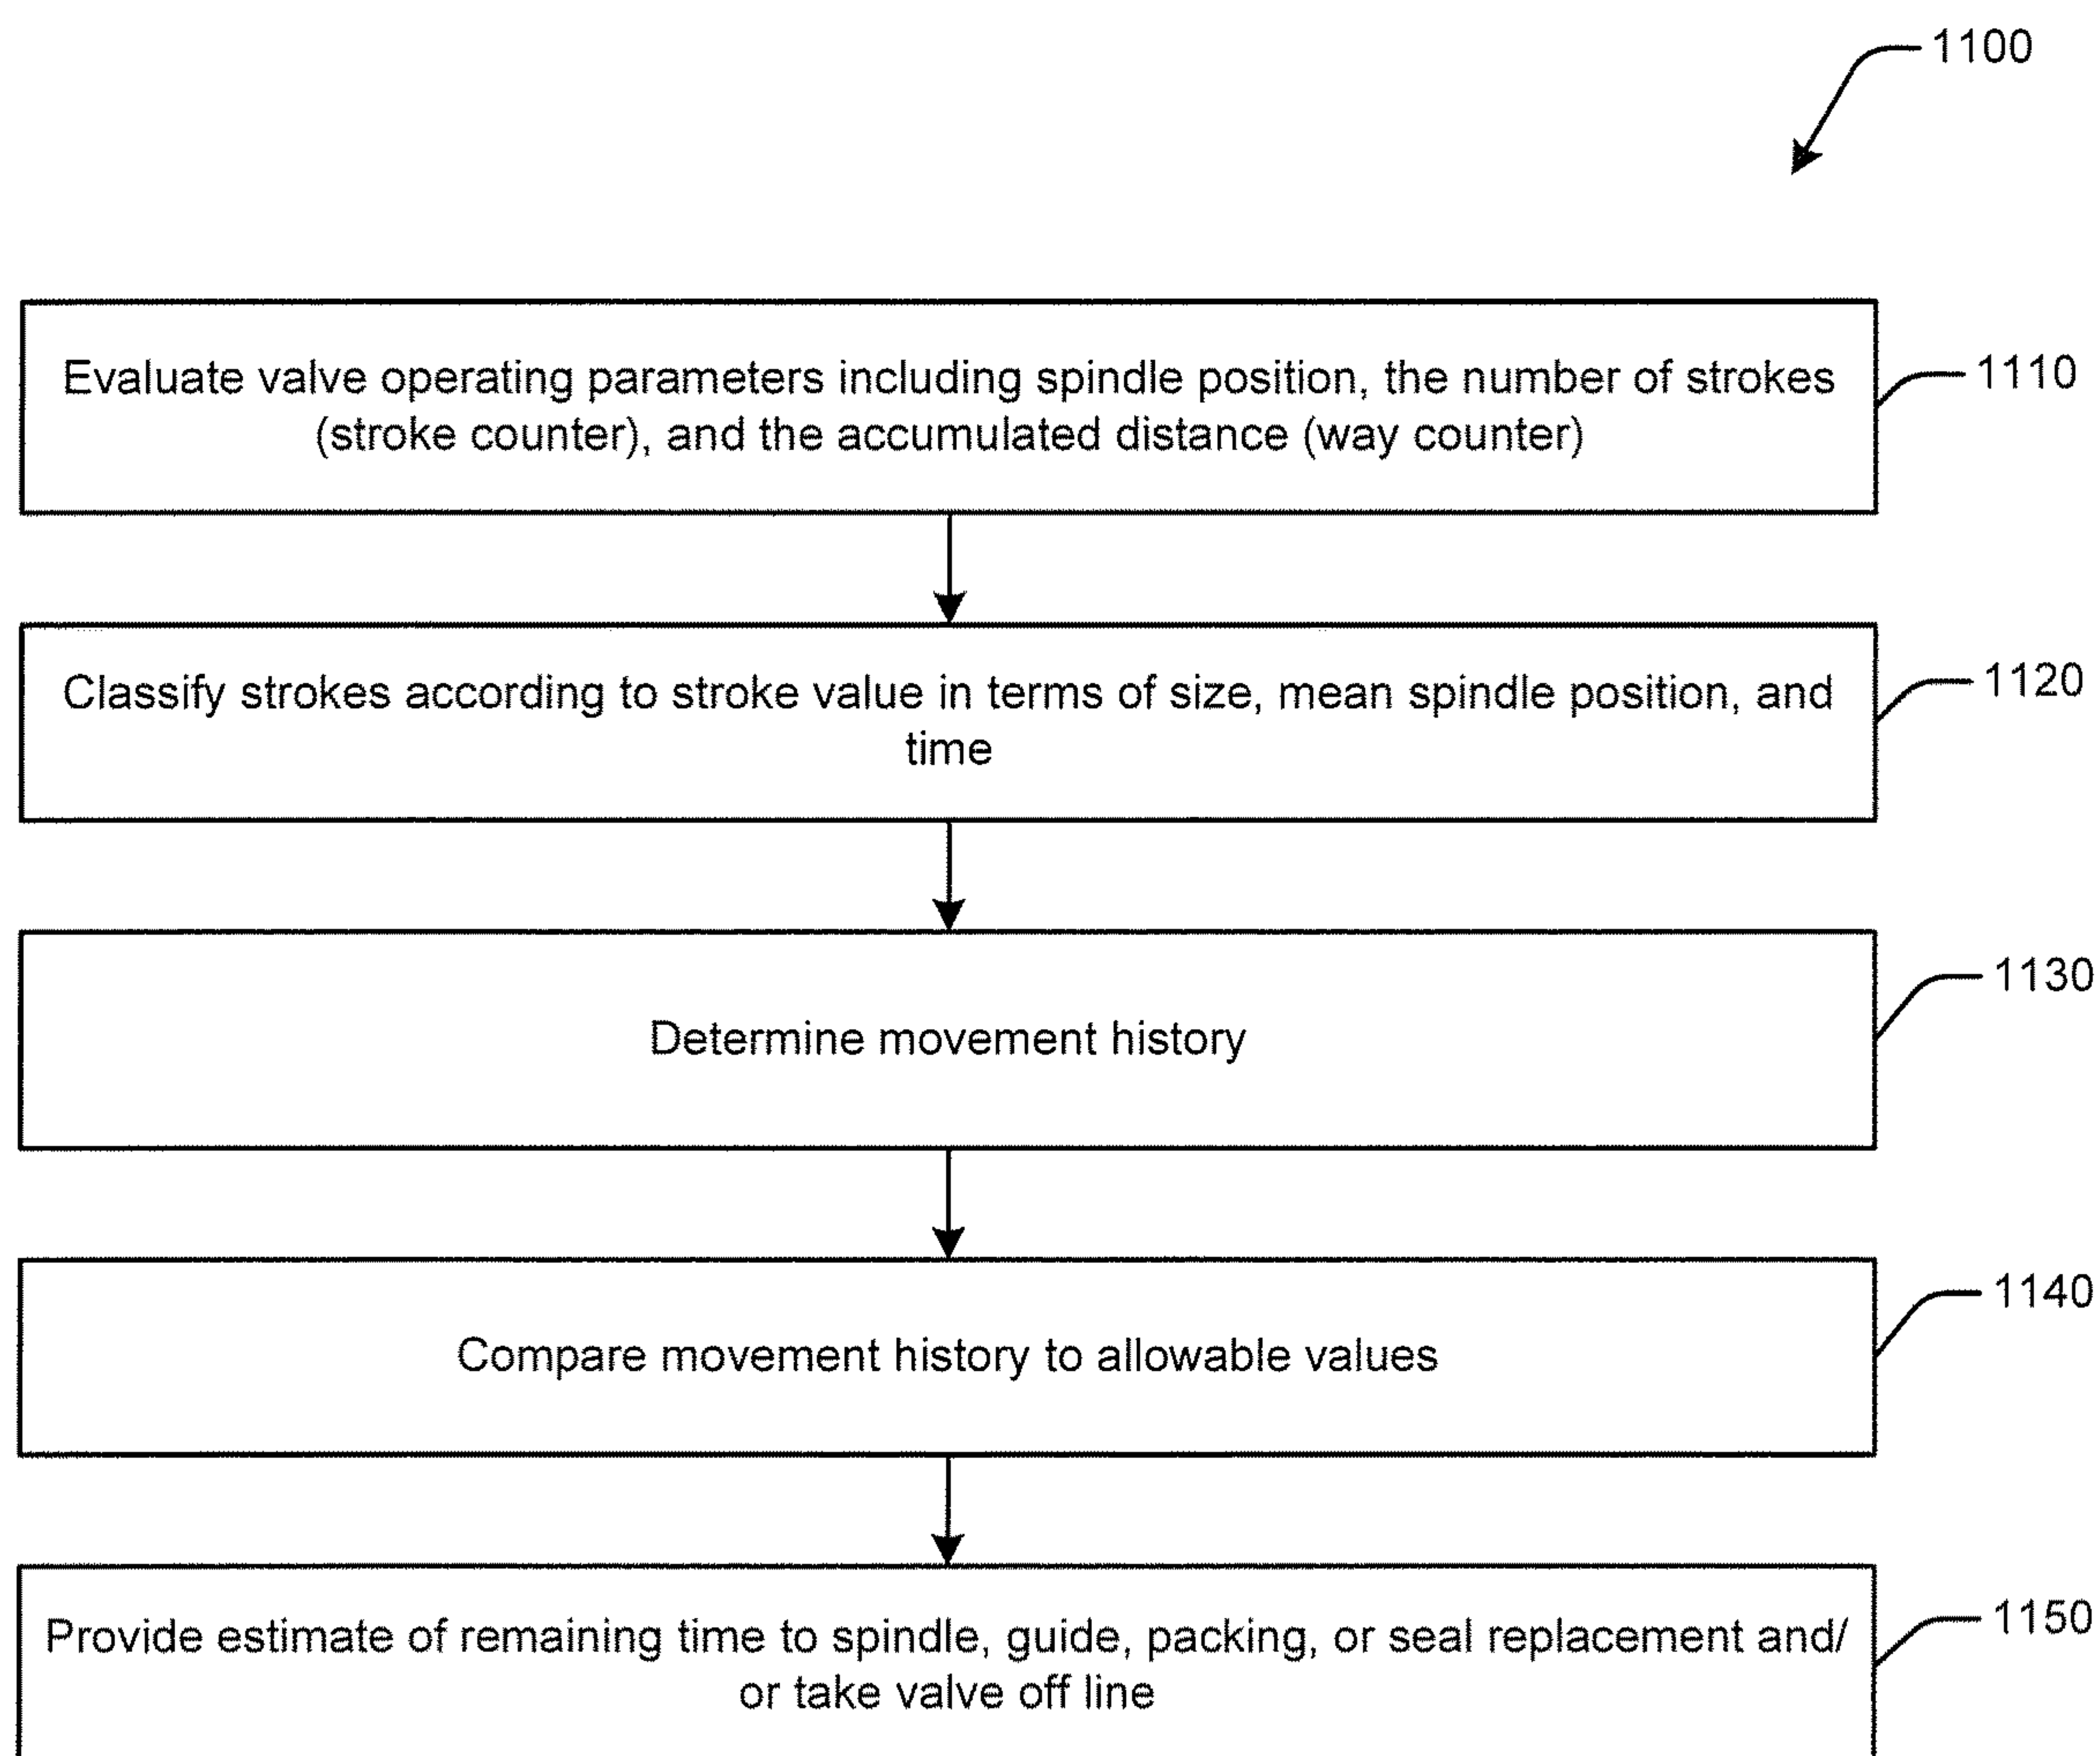 1100
Evaluate valve operating parameters including spindle position, the number of strokes
(stroke counter), and the accumulated distance (way counter)
1110
Classify strokes according to stroke value in terms of size, mean spindle position, and
time
1120
Determine movement history
1130
Compare movement history to allowable values
1140
Provide estimate of remaining time to spindle, guide, packing, or seal replacement and/
or take valve off line
1150